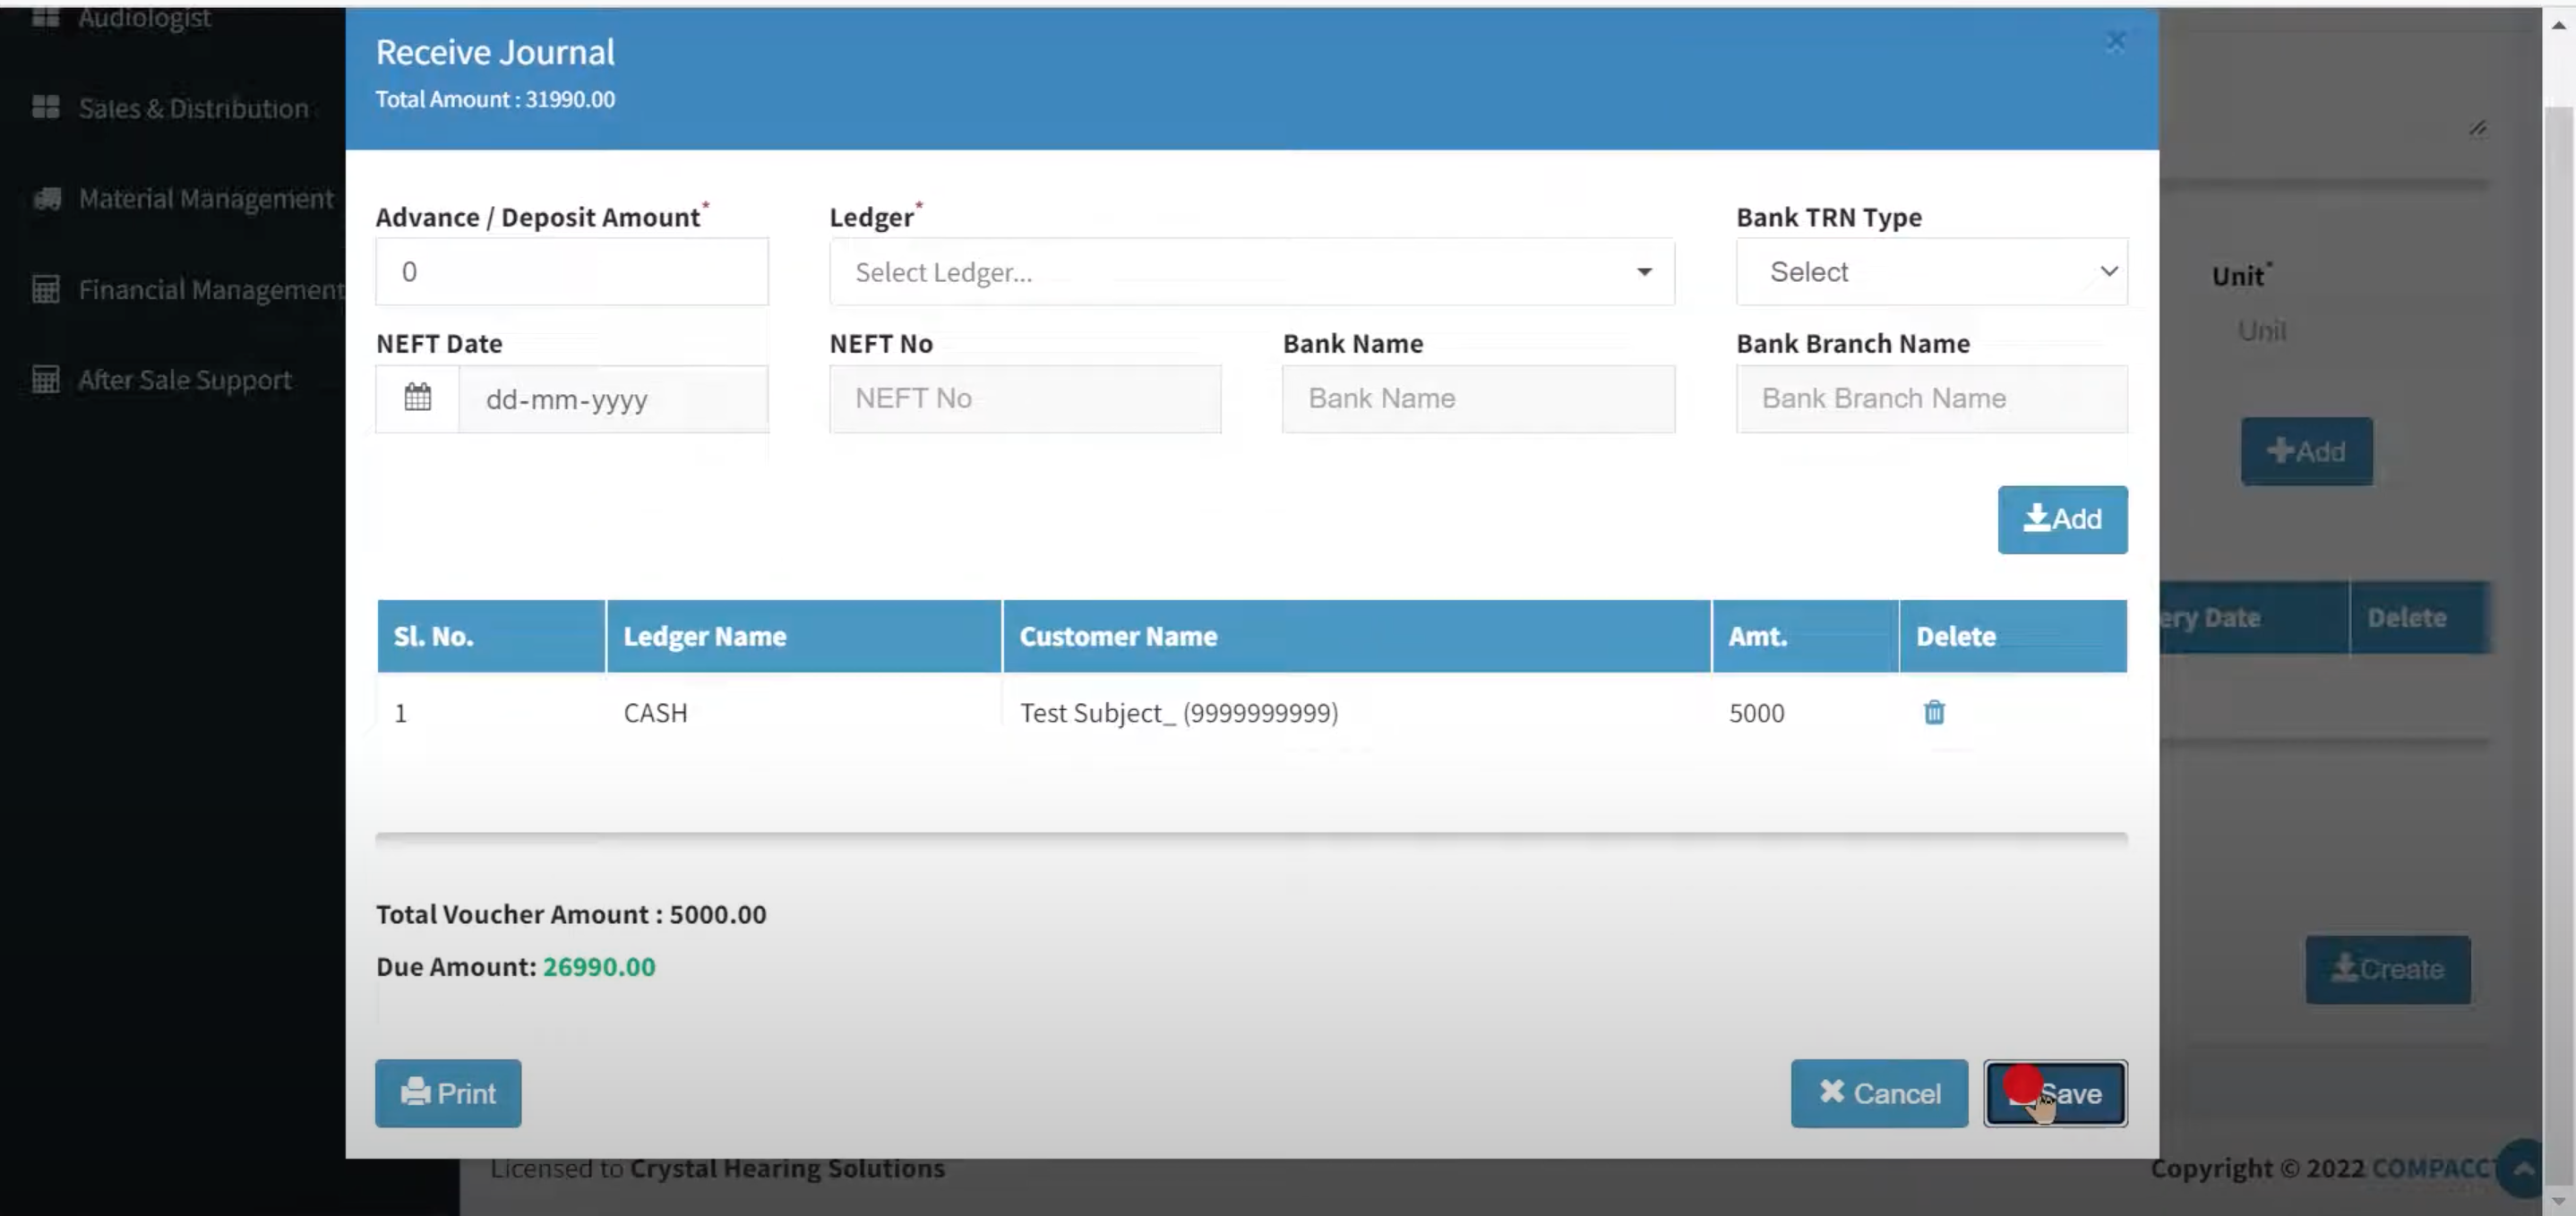 Audiologist
Sales & Distribution
Material Management
Financial Management
After Sale Support
Receive Journal
Total Amount : 31990.00
Advance / Deposit Amount*
0
Ledger*
Select Ledger...
Bank TRN Type
Select
NEFT Date
dd-mm-yyyy
NEFT No
NEFT No
Bank Name
Bank Name
Bank Branch Name
Bank Branch Name
Add
Sl. No. Ledger Name Customer Name Amt. Delete
1 CASH Test Subject_ (9999999999) 5000
Total Voucher Amount : 5000.00
Due Amount: 26990.00
Print
Cancel
Save
Unit*
Unit
Add
ery Date Delete
Create
Licensed to Crystal Hearing Solutions
Copyright © 2022 COMPACC